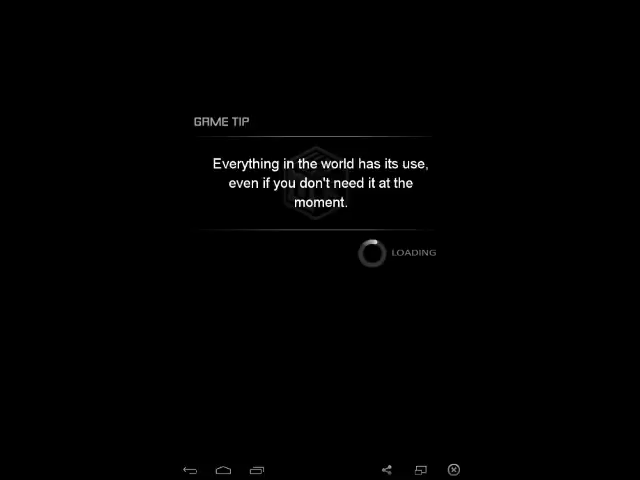 GAME TIP
Everything in the world has its use,
even if you don't need it at the
moment.
LOADING